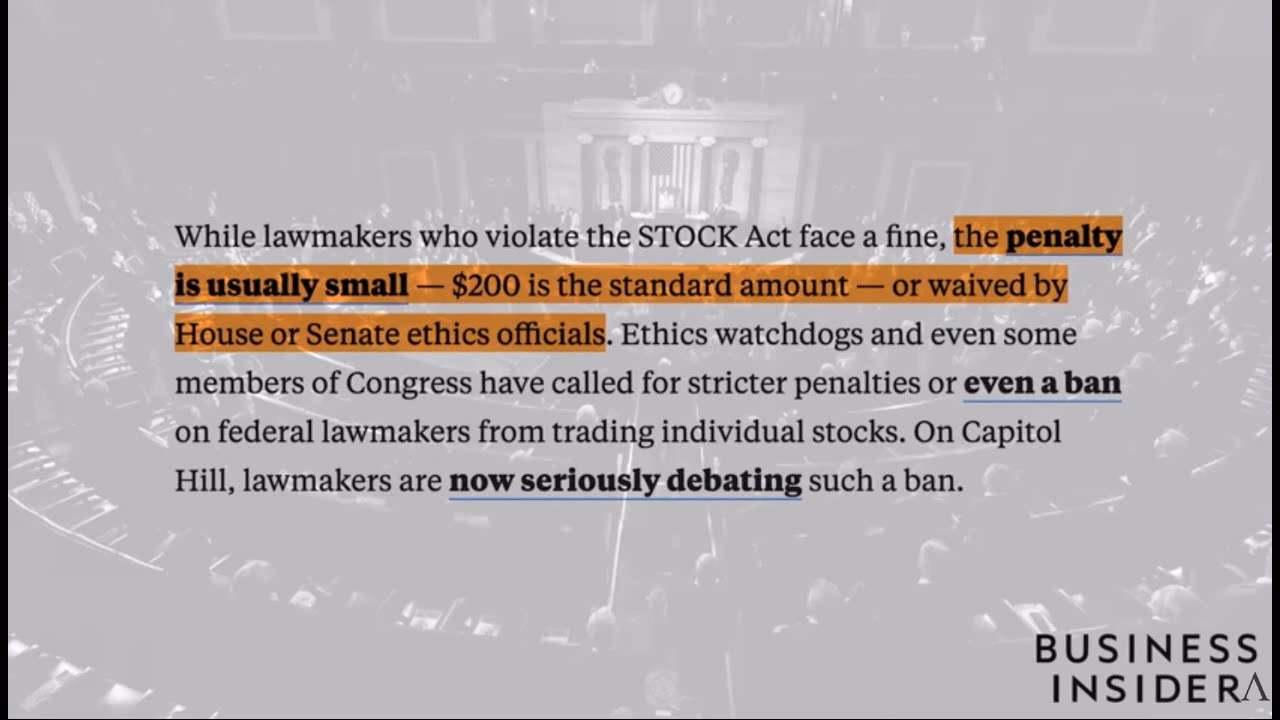 While lawmakers who violate the STOCK Act face a fine, the penalty
is usually small — $200 is the standard amount — or waived by
House or Senate ethics officials. Ethics watchdogs and even some
members of Congress have called for stricter penalties or even a ban
on federal lawmakers from trading individual stocks. On Capitol
Hill, lawmakers are now seriously debating such a ban.
BUSINESS
INSIDER